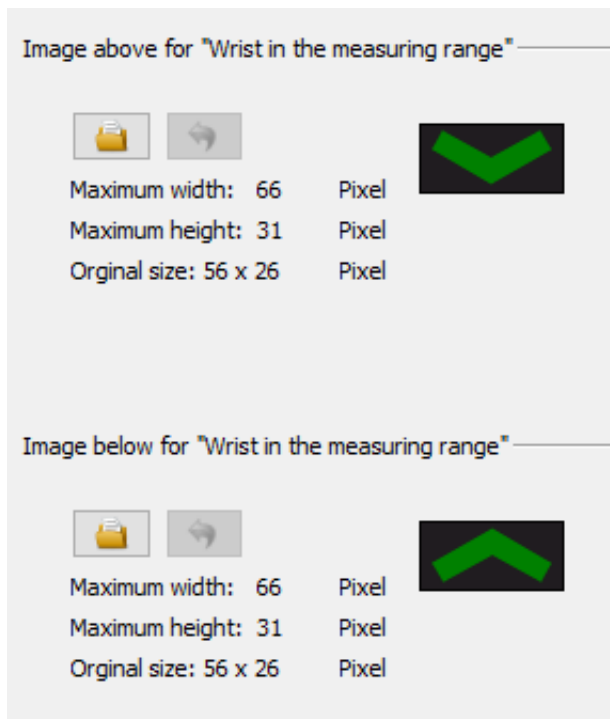 Image above for "Wrist in the measuring range"
Maximum width: 66 Pixel
Maximum height: 31 Pixel
Orginal size: 56 x 26 Pixel
Image below for "Wrist in the measuring range"
Maximum width: 66 Pixel
Maximum height: 31 Pixel
Orginal size: 56 x 26 Pixel